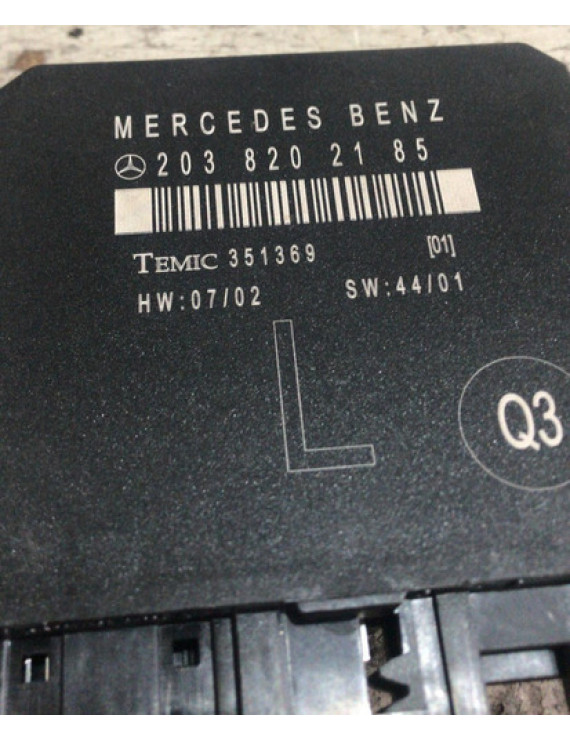 MERCEDES BENZ
203 820 21 85
TEMIC 351369 [01]
HW:07/02 SW:44/01
L
Q3